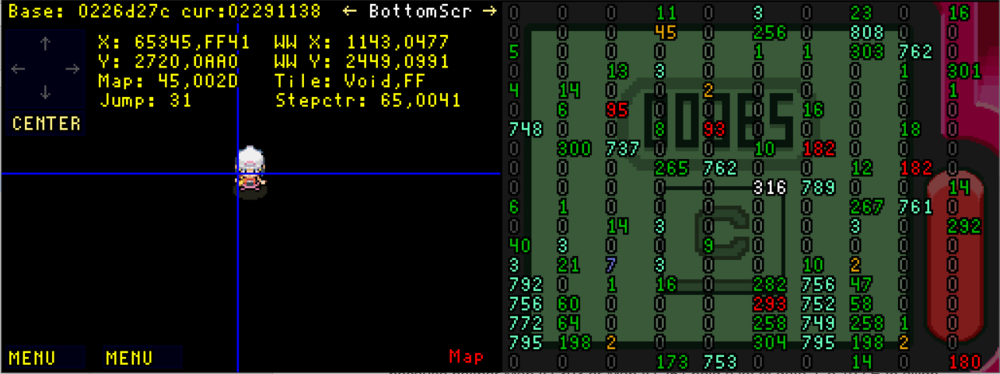 Base: 0226d27c cur:02291138 ← BottomScr →
X: 65345,FF41 WW X: 1143,0477
Y: 2720,0AA0 WW Y: 2449,0991
Map: 45,002D Tile: Void,FF
Jump: 31 Stepctr: 65,0041
CENTER
MENU MENU Map
0 0 0 11 0 3 0 23 0 16
0 0 0 45 0 256 0 808 0 0
5 0 0 0 0 1 1 303 762 0
0 0 13 3 0 0 0 0 1 301
4 14 0 0 2 0 0 0 0 1
0 6 95 0 0 0 16 0 0 0
748 0 0 8 93 0 0 0 18 0
0 300 737 0 0 10 182 0 0 0
0 0 0 265 762 0 0 12 182 0
0 0 0 0 0 316 789 0 0 14
6 1 0 0 0 0 0 267 761 0
0 0 14 3 0 0 0 3 0 292
40 3 0 0 9 0 0 0 0 0
3 21 7 3 0 0 10 2 0 0
792 0 1 16 0 282 756 47 0 0
756 60 0 0 0 293 752 58 0 0
772 64 0 0 0 258 749 258 1 0
795 198 2 0 0 304 795 198 2 0
0 0 0 173 753 0 0 14 0 180